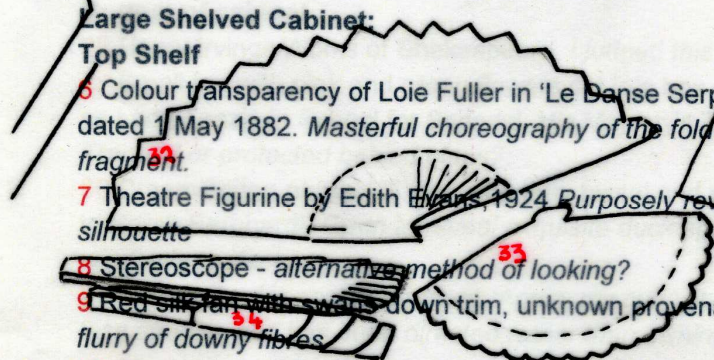 Large Shelved Cabinet:
Top Shelf
6 Colour transparency of Loie Fuller in ‘Le Danse Serp
dated 1 May 1882. Masterful choreography of the fold
32
fragment.
7 Theatre Figurine by Edith Evans, 1924 Purposely rev
silhouette
33
8 Stereoscope - alternative method of looking?
9 Red silk fan with swans down trim, unknown proven
34
flurry of downy fibres